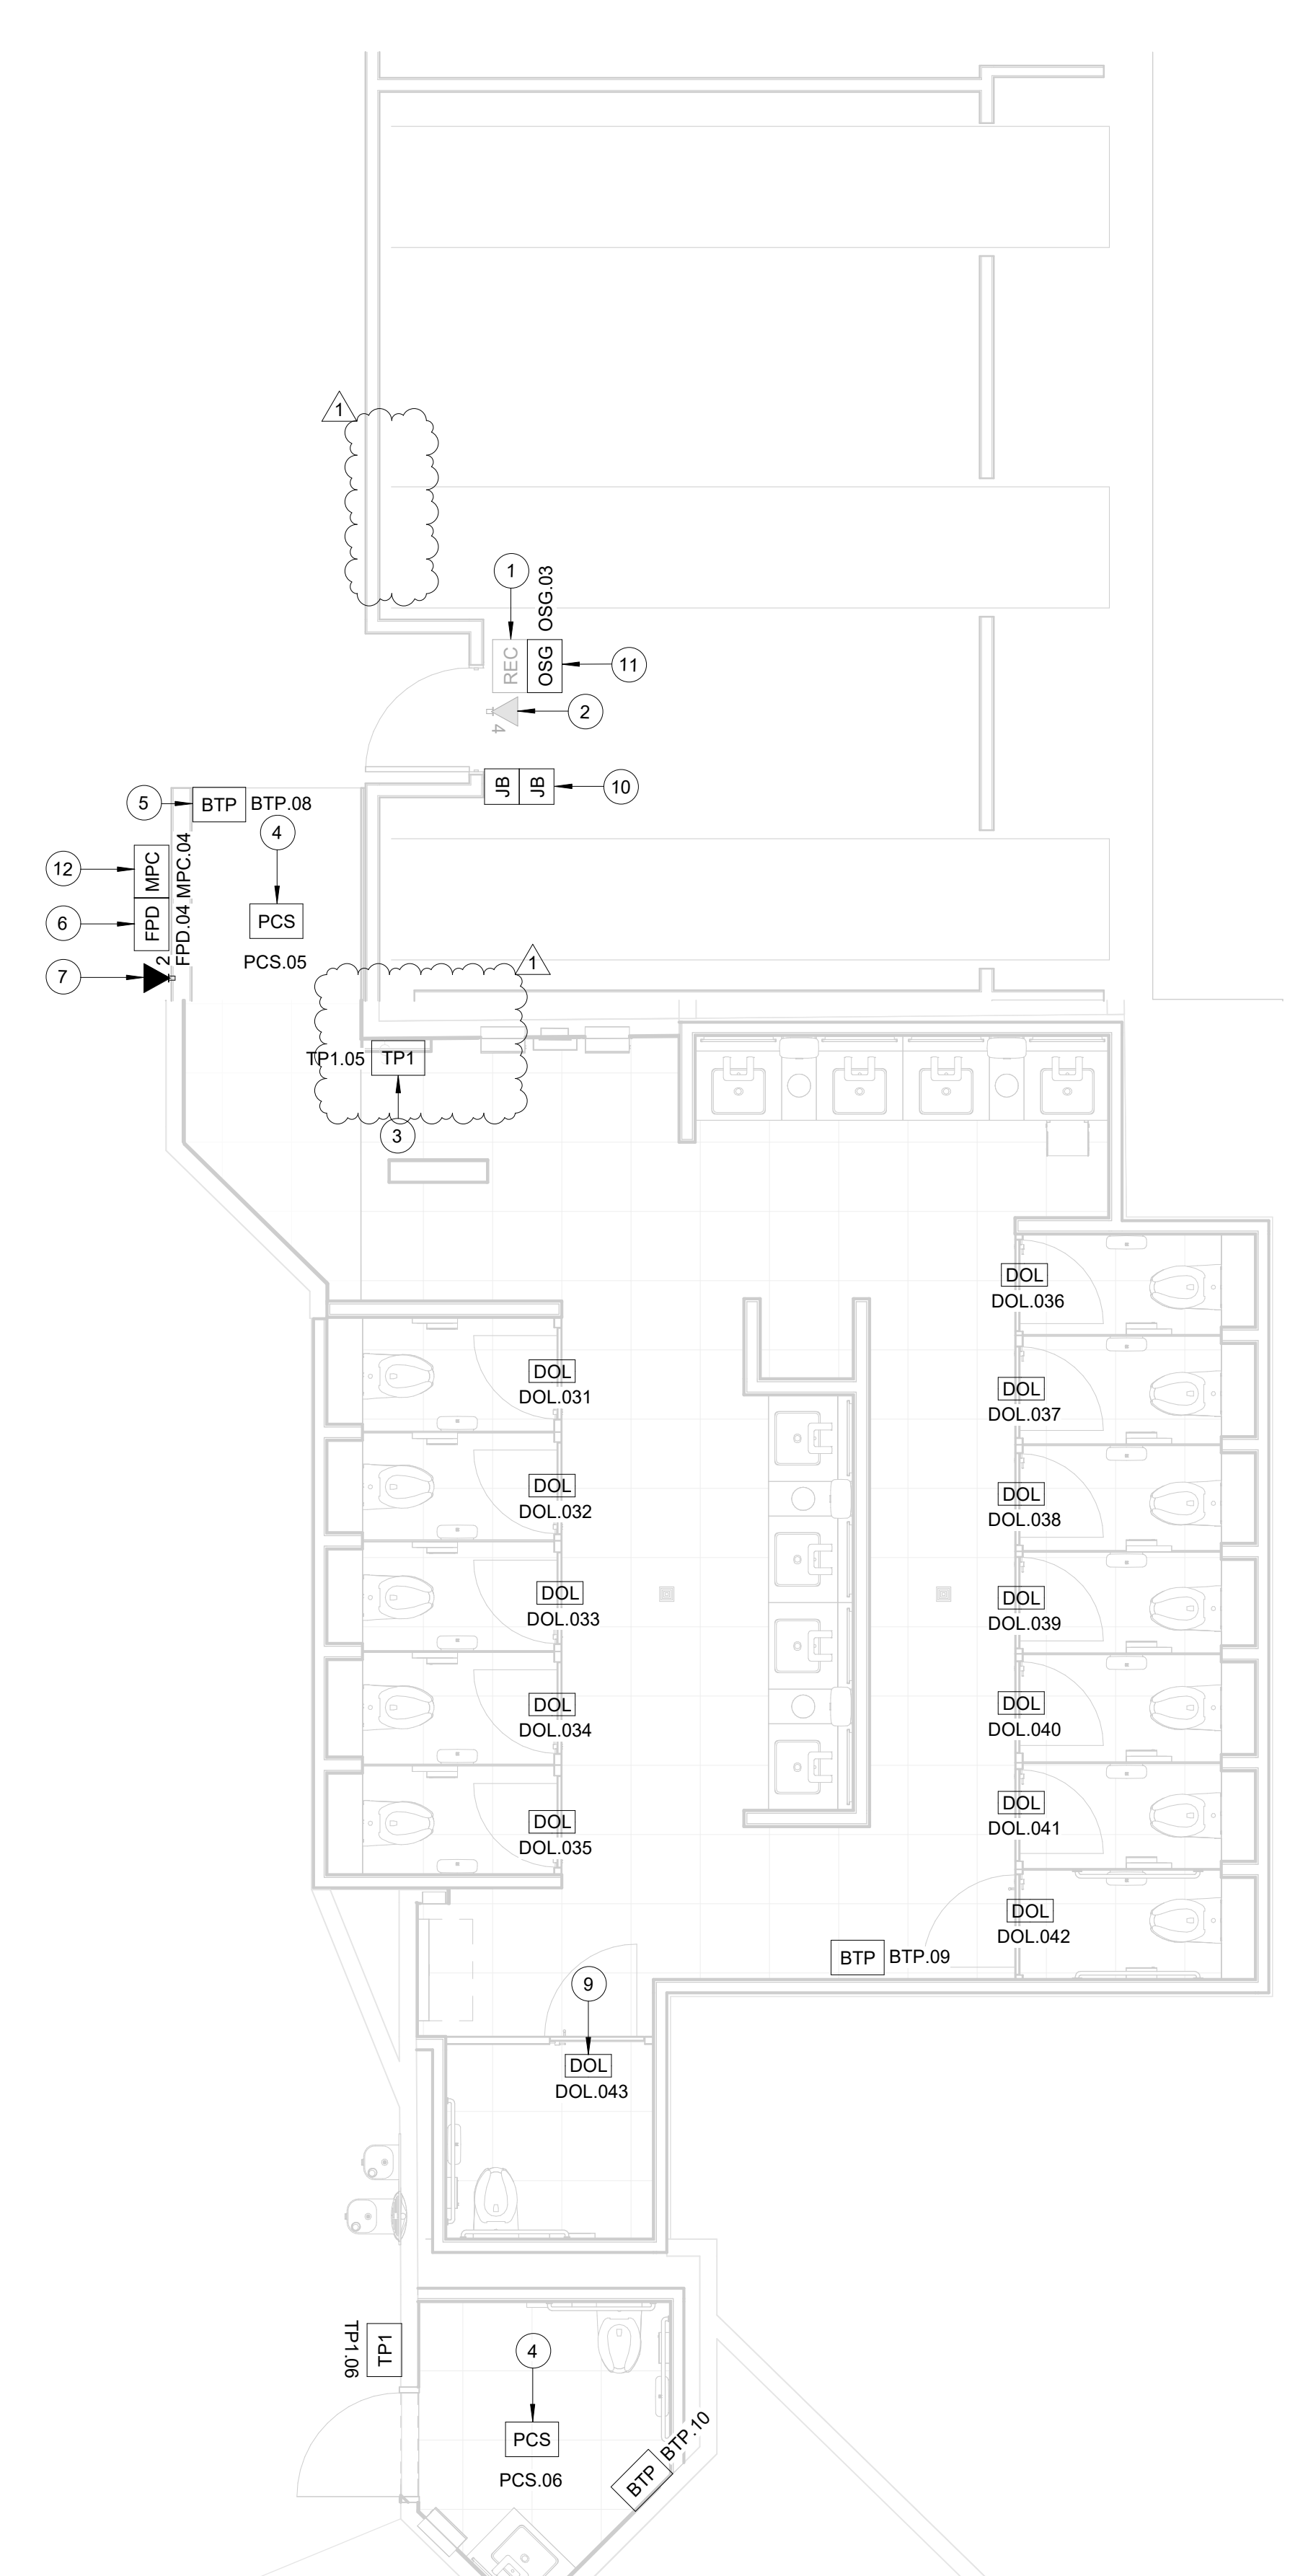 1
1
OSG.03
REC
OSG
11
2
4
JB
JB
10
5
BTP
BTP.08
4
12
MPC
MPC.04
6
FPD
FPD.04
PCS
PCS.05
7
2
1
TP1.05
TP1
3
DOL
DOL.036
DOL
DOL.031
DOL
DOL.037
DOL
DOL.032
DOL
DOL.038
DOL
DOL.033
DOL
DOL.039
DOL
DOL.034
DOL
DOL.040
DOL
DOL.035
DOL
DOL.041
DOL
DOL.042
BTP
BTP.09
9
DOL
DOL.043
TP1.06
TP1
4
PCS
PCS.06
BTP
BTP.10